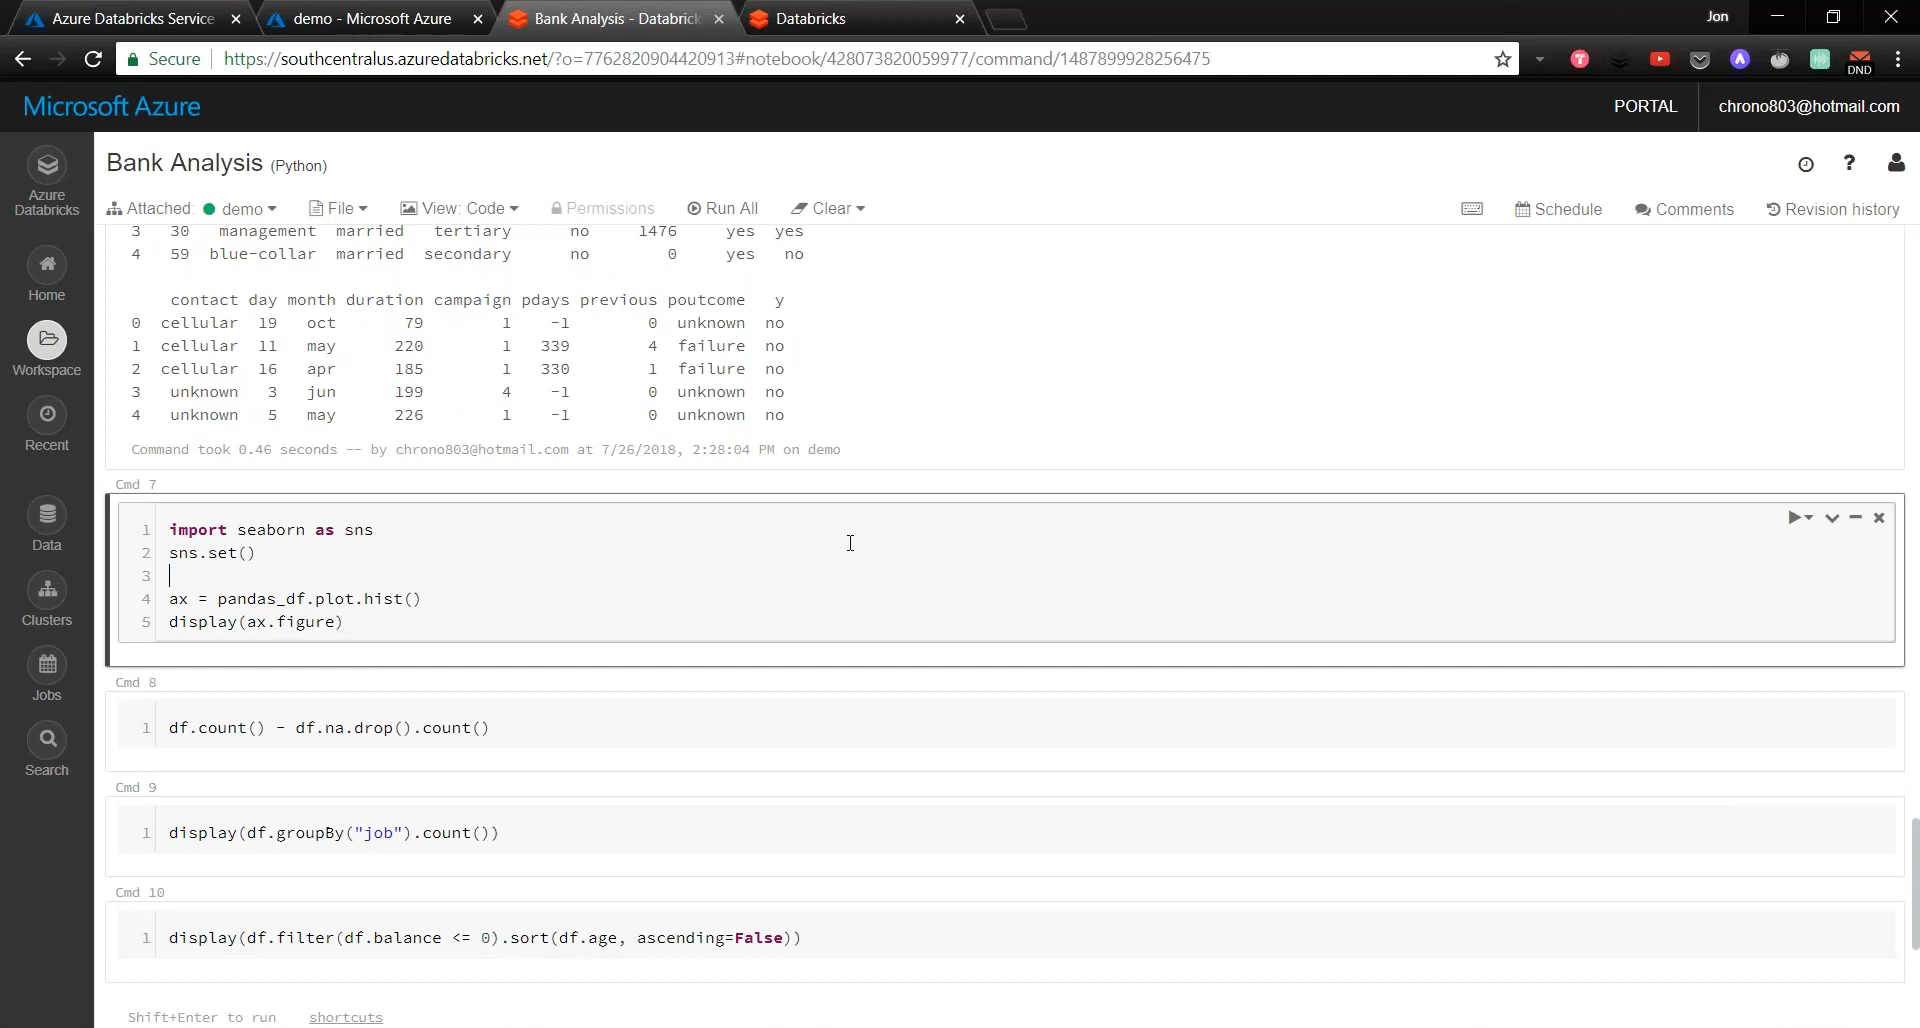 Azure Databricks Service
demo - Microsoft Azure
Bank Analysis - Databrick
Databricks
Jon
Secure
https://southcentralus.azuredatabricks.net/?o=7762820904420913#notebook/428073820059977/command/1487899928256475
DND
Microsoft Azure
PORTAL
chrono803@hotmail.com
Azure Databricks
Home
Workspace
Recent
Data
Clusters
Jobs
Search
Bank Analysis (Python)
Attached: demo
File
View: Code
Permissions
Run All
Clear
Schedule
Comments
Revision history
3 30 management married tertiary no 1476 yes yes
4 59 blue-collar married secondary no 0 yes no
contact day month duration campaign pdays previous poutcome y
0 cellular 19 oct 79 1 -1 0 unknown no
1 cellular 11 may 220 1 339 4 failure no
2 cellular 16 apr 185 1 330 1 failure no
3 unknown 3 jun 199 4 -1 0 unknown no
4 unknown 5 may 226 1 -1 0 unknown no
Command took 0.46 seconds -- by chrono803@hotmail.com at 7/26/2018, 2:28:04 PM on demo
Cmd 7
1 import seaborn as sns
2 sns.set()
3
4 ax = pandas_df.plot.hist()
5 display(ax.figure)
Cmd 8
1 df.count() - df.na.drop().count()
Cmd 9
1 display(df.groupBy("job").count())
Cmd 10
1 display(df.filter(df.balance <= 0).sort(df.age, ascending=False))
Shift+Enter to run shortcuts